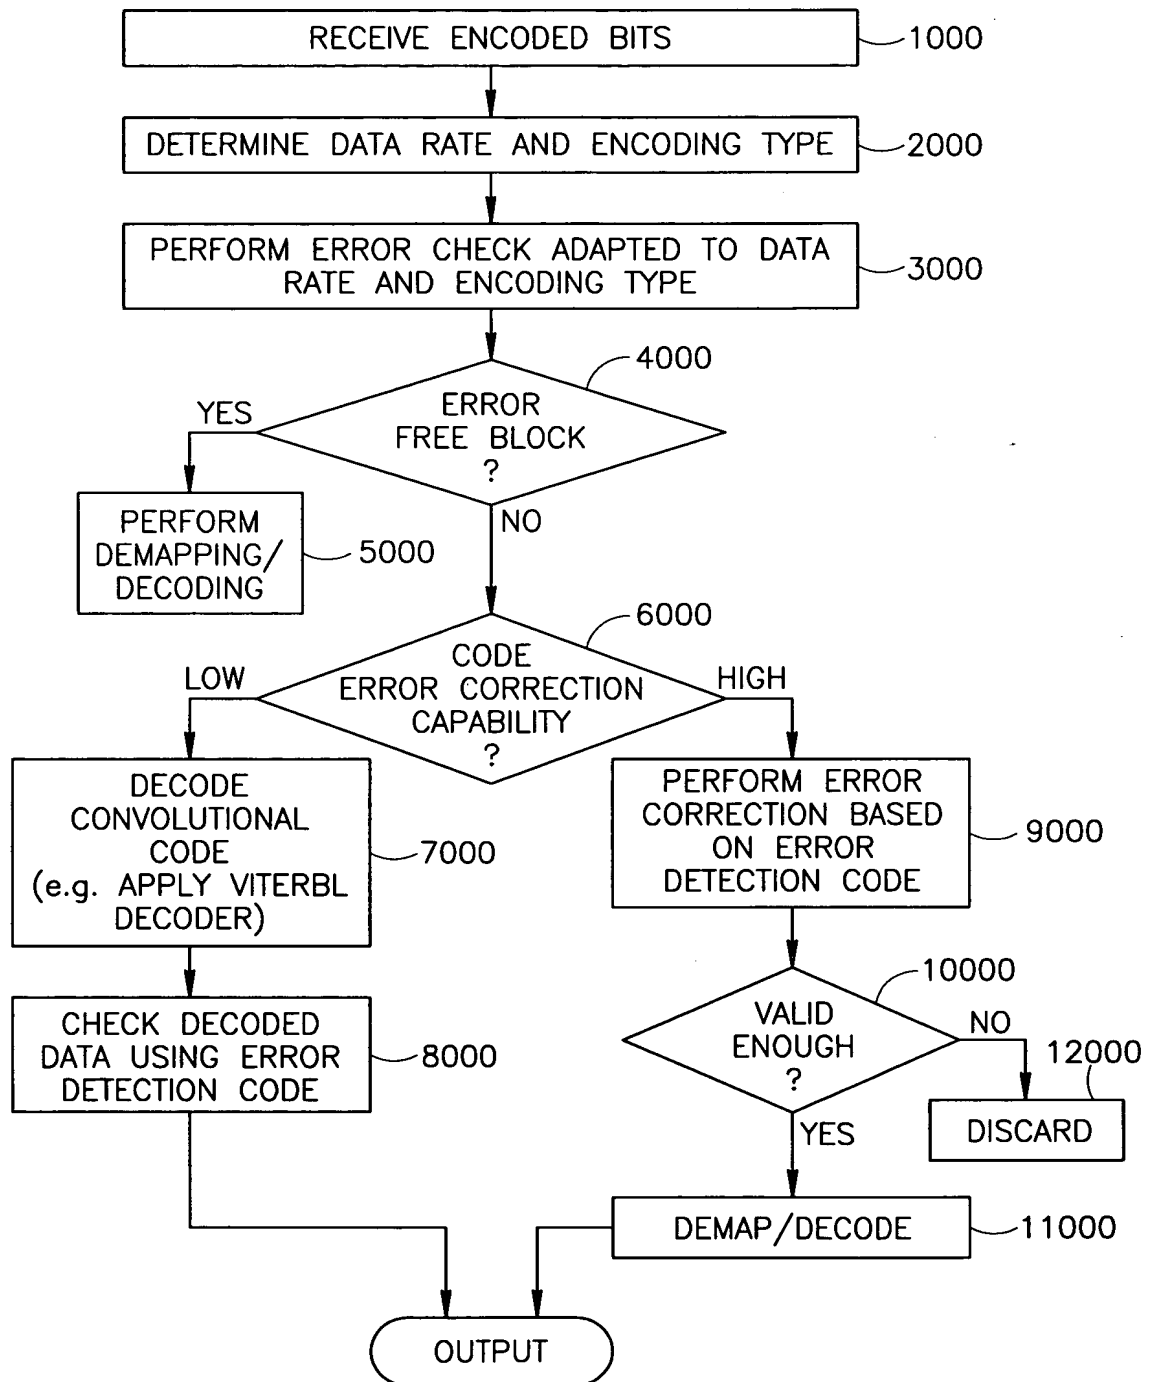 RECEIVE ENCODED BITS
1000
DETERMINE DATA RATE AND ENCODING TYPE
2000
PERFORM ERROR CHECK ADAPTED TO DATA
RATE AND ENCODING TYPE
3000
4000
ERROR
FREE BLOCK
?
YES
NO
PERFORM
DEMAPPING/
DECODING
5000
6000
CODE
ERROR CORRECTION
CAPABILITY
?
LOW
HIGH
DECODE
CONVOLUTIONAL
CODE
(e.g. APPLY VITERBL
DECODER)
7000
PERFORM ERROR
CORRECTION BASED
ON ERROR
DETECTION CODE
9000
CHECK DECODED
DATA USING ERROR
DETECTION CODE
8000
10000
VALID
ENOUGH
?
NO
YES
12000
DISCARD
DEMAP/DECODE
11000
OUTPUT